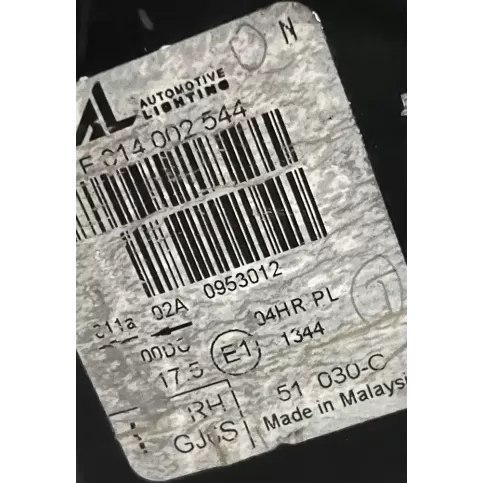 N
AL AUTOMOTIVE LIGHTING
F 014 002 544
0953012
02A
04HR PL
17.5 E1 1344
RH 51 030-C
Made in Malaysia